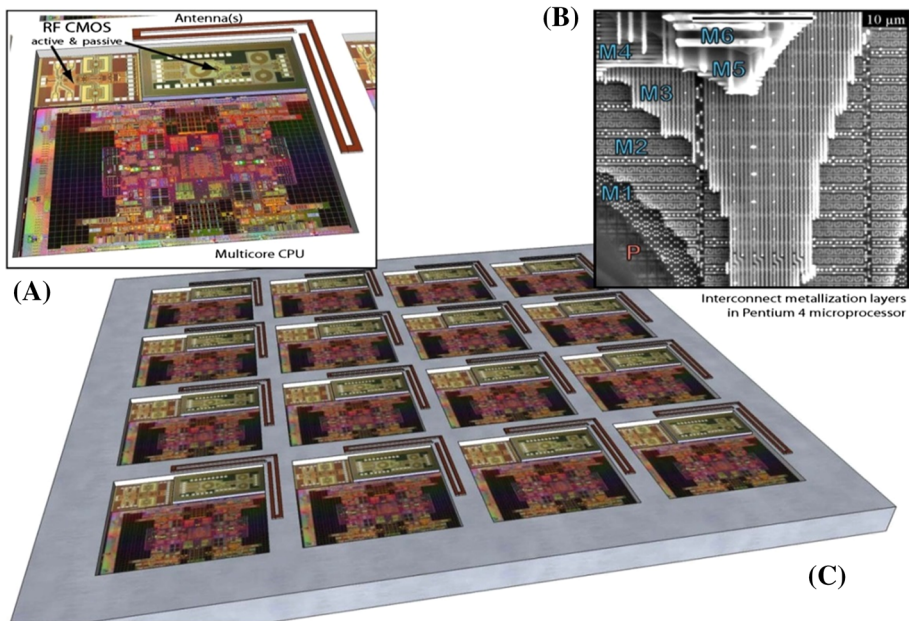 Antenna(s)
RF CMOS
active & passive
Multicore CPU
(A)
(B)
10 µm
M6
M4
M5
M3
M2
M1
P
Interconnect metallization layers
in Pentium 4 microprocessor
(C)